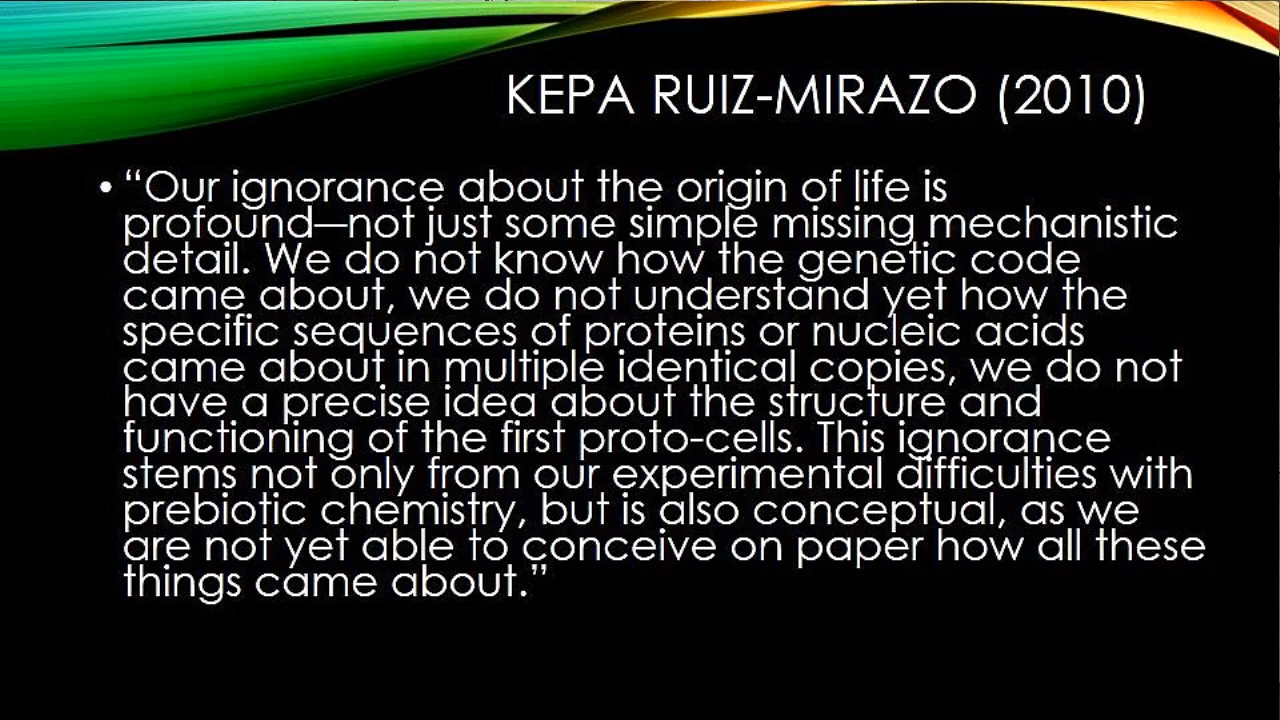 KEPA RUIZ-MIRAZO (2010)
• “Our ignorance about the origin of life is
profound—not just some simple missing mechanistic
detail. We do not know how the genetic code
came about, we do not understand yet how the
specific sequences of proteins or nucleic acids
came about in multiple identical copies, we do not
have a precise idea about the structure and
functioning of the first proto-cells. This ignorance
stems not only from our experimental difficulties with
prebiotic chemistry, but is also conceptual, as we
are not yet able to conceive on paper how all these
things came about.”